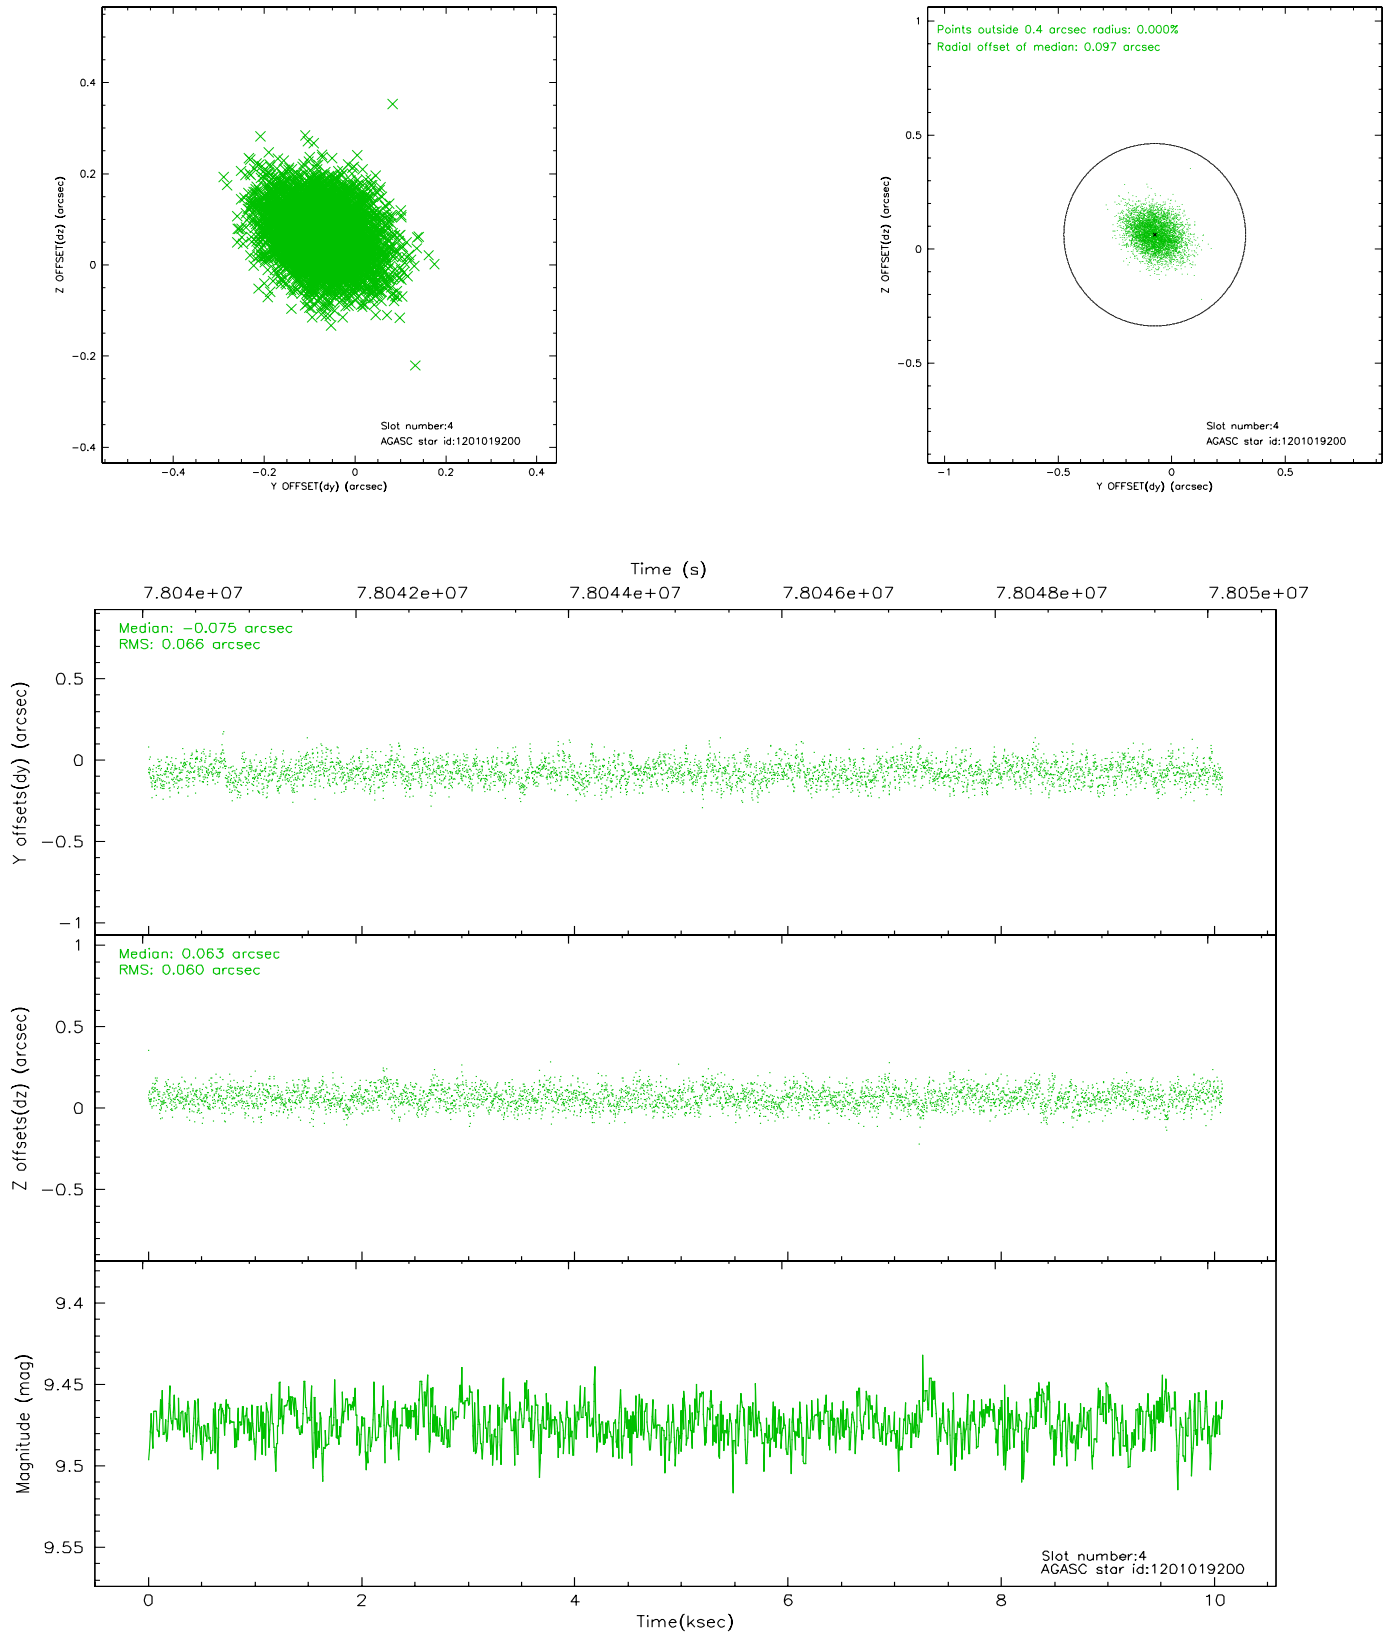 0.4
0.2
0
−0.2
−0.4
Z OFFSET(dz) (arcsec)
−0.4 −0.2 0 0.2 0.4
Y OFFSET(dy) (arcsec)
Slot number:4
AGASC star id:1201019200
Points outside 0.4 arcsec radius: 0.000%
Radial offset of median: 0.097 arcsec
1
0.5
0
−0.5
Z OFFSET(dz) (arcsec)
−1 −0.5 0 0.5
Y OFFSET(dy) (arcsec)
Slot number:4
AGASC star id:1201019200
Time (s)
7.804e+07 7.8042e+07 7.8044e+07 7.8046e+07 7.8048e+07 7.805e+07
Median: −0.075 arcsec
RMS: 0.066 arcsec
0.5
0
−0.5
−1
Y offsets(dy) (arcsec)
Median: 0.063 arcsec
RMS: 0.060 arcsec
1
0.5
0
−0.5
Z offsets(dz) (arcsec)
9.4
9.45
9.5
9.55
Magnitude (mag)
Slot number:4
AGASC star id:1201019200
0 2 4 6 8 10
Time(ksec)